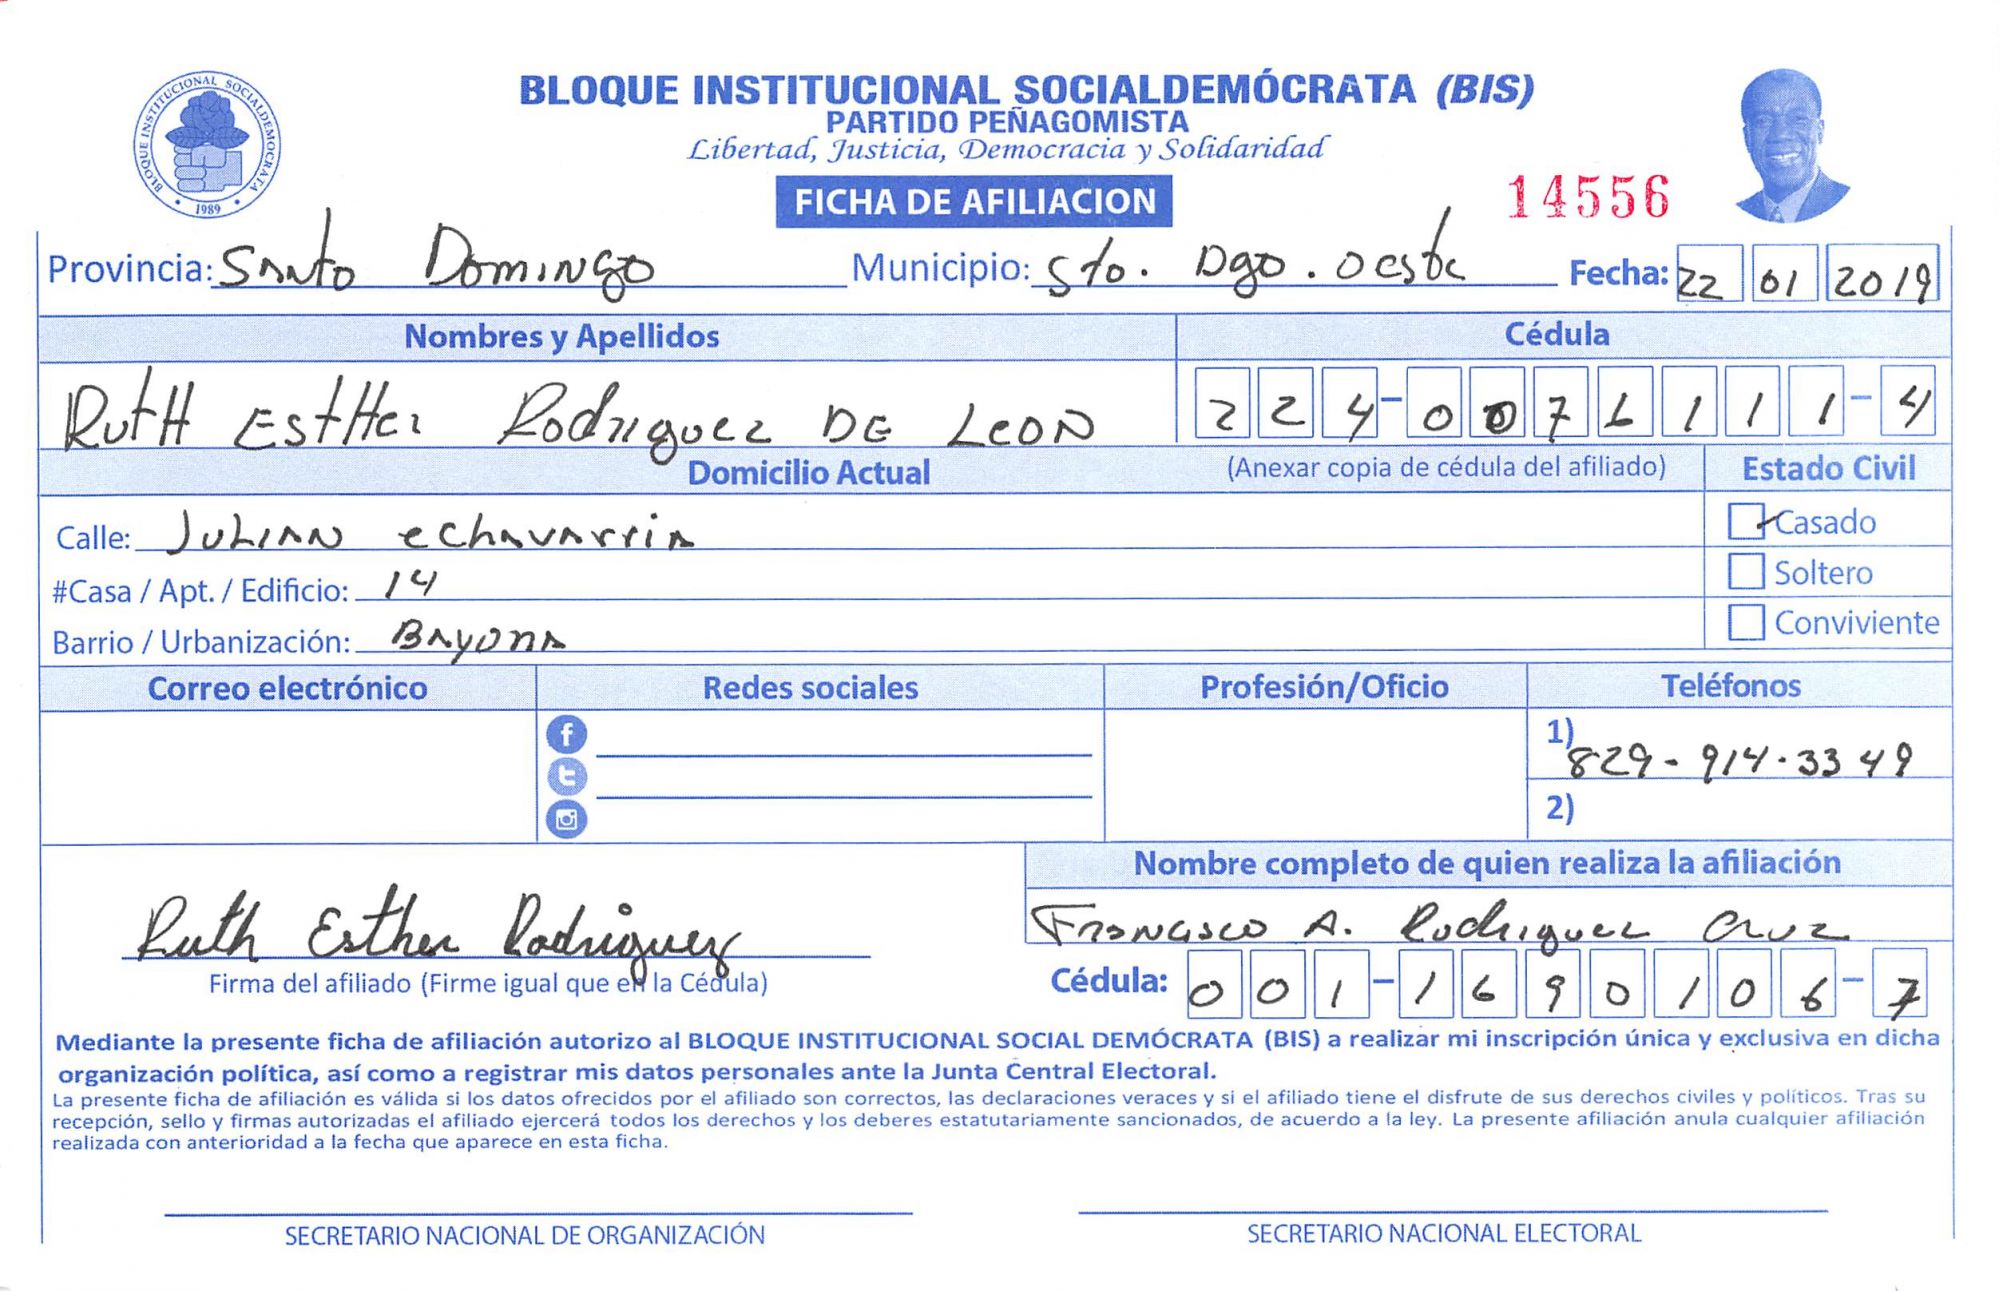 BLOQUE INSTITUCIONAL SOCIALDEMOCRATA
1989
BLOQUE INSTITUCIONAL SOCIALDEMÓCRATA (BIS)
PARTIDO PEÑAGOMISTA
Libertad, Justicia, Democracia y Solidaridad
FICHA DE AFILIACION
14556
Provincia: Santo Domingo Municipio: Sto. Dgo. oeste Fecha: 22 01 2019
Nombres y Apellidos Cédula
Ruth Esther Rodriguez DE LEON 224-0076111-4
Domicilio Actual (Anexar copia de cédula del afiliado) Estado Civil
Calle: JULIAN echavarria Casado
#Casa / Apt. / Edificio: 14 Soltero
Barrio / Urbanización: BAyona Conviviente
Correo electrónico Redes sociales Profesión/Oficio Teléfonos
1) 829-914-3349
2)
Nombre completo de quien realiza la afiliación
Ruth Esther Rodriguez Francisco A. Rodriguez Cruz
Firma del afiliado (Firme igual que en la Cédula) Cédula: 001-1690106-7
Mediante la presente ficha de afiliación autorizo al BLOQUE INSTITUCIONAL SOCIAL DEMÓCRATA (BIS) a realizar mi inscripción única y exclusiva en dicha
organización política, así como a registrar mis datos personales ante la Junta Central Electoral.
La presente ficha de afiliación es válida si los datos ofrecidos por el afiliado son correctos, las declaraciones veraces y si el afiliado tiene el disfrute de sus derechos civiles y políticos. Tras su
recepción, sello y firmas autorizadas el afiliado ejercerá todos los derechos y los deberes estatutariamente sancionados, de acuerdo a la ley. La presente afiliación anula cualquier afiliación
realizada con anterioridad a la fecha que aparece en esta ficha.
SECRETARIO NACIONAL DE ORGANIZACIÓN SECRETARIO NACIONAL ELECTORAL